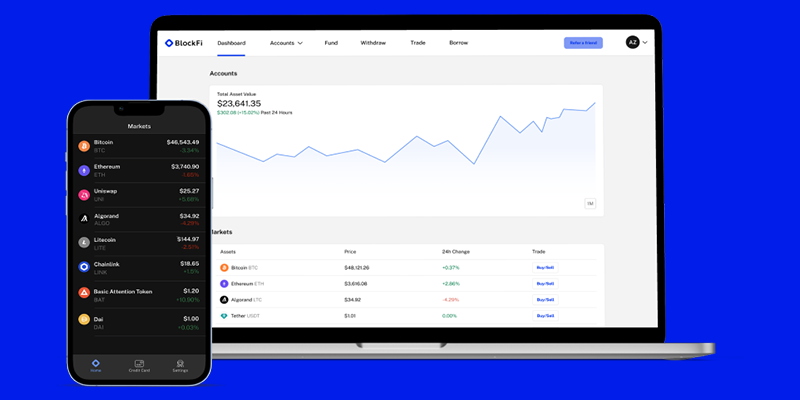 BlockFi
Dashboard
Accounts
Fund
Withdraw
Trade
Borrow
Refer a friend
AZ
Accounts
Total Asset Value
$23,641.35
$302.08 (+15.02%) Past 24 Hours
1M
Markets
Assets Price 24h Change Trade
Bitcoin BTC $48,121.26 +0.37% Buy/Sell
Ethereum ETH $3,616.08 +2.86% Buy/Sell
Algorand LTC $34.92 -4.29% Buy/Sell
Tether USDT $1.01 0.00% Buy/Sell
Markets
Bitcoin $46,543.49
BTC -3.34%
Ethereum $3,740.90
ETH -1.66%
Uniswap $25.27
UNI +5.68%
Algorand $34.92
ALGO -4.29%
Litecoin $144.97
LITE -2.51%
Chainlink $18.65
LINK +1.5%
Basic Attention Token $1.20
BAT +10.90%
Dai $1.00
DAI +0.03%
Home
Credit Card
Settings